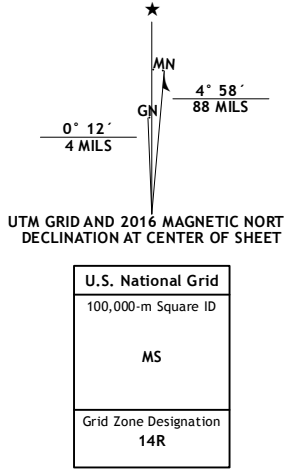 ★
MN
GN
4° 58´
88 MILS
0° 12´
4 MILS
UTM GRID AND 2016 MAGNETIC NORT
DECLINATION AT CENTER OF SHEET
U.S. National Grid
100,000-m Square ID
MS
Grid Zone Designation
14R